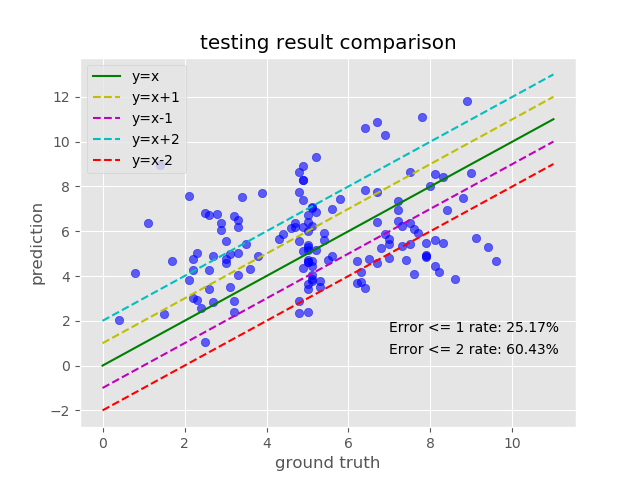 testing result comparison
y=x
y=x+1
y=x-1
y=x+2
y=x-2
12
10
8
6
4
2
0
−2
prediction
Error <= 1 rate: 25.17%
Error <= 2 rate: 60.43%
0 2 4 6 8 10
ground truth